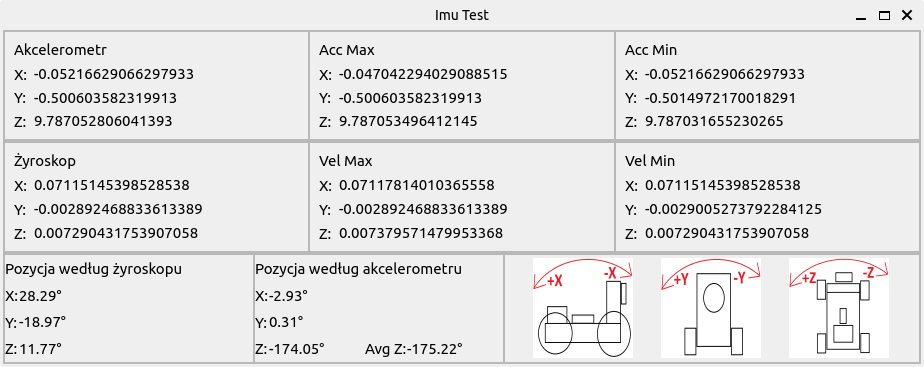 Imu Test
Akcelerometr
X: -0.05216629066297933
Y: -0.500603582319913
Z: 9.787052806041393
Acc Max
X: -0.047042294029088515
Y: -0.500603582319913
Z: 9.787053496412145
Acc Min
X: -0.05216629066297933
Y: -0.5014972170018291
Z: 9.787031655230265
Żyroskop
X: 0.07115145398528538
Y: -0.002892468833613389
Z: 0.007290431753907058
Vel Max
X: 0.07117814010365558
Y: -0.002892468833613389
Z: 0.007379571479953368
Vel Min
X: 0.07115145398528538
Y: -0.0029005273792284125
Z: 0.007290431753907058
Pozycja według żyroskopu
X:28.29°
Y:-18.97°
Z:11.77°
Pozycja według akcelerometru
X:-2.93°
Y:0.31°
Z:-174.05° Avg Z:-175.22°
+X -X
+Y -Y
+Z -Z